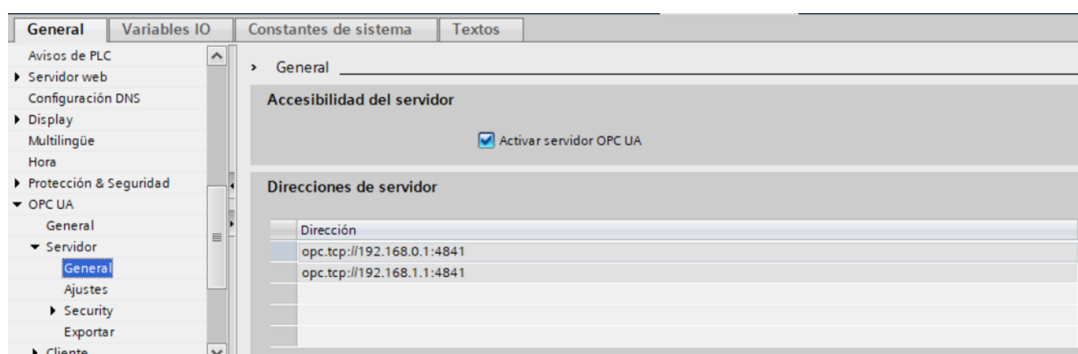 General Variables IO Constantes de sistema Textos
Avisos de PLC
Servidor web
Configuración DNS
Display
Multilingüe
Hora
Protección & Seguridad
OPC UA
General
Servidor
General
Ajustes
Security
Exportar
Cliente
General
Accesibilidad del servidor
Activar servidor OPC UA
Direcciones de servidor
Dirección
opc.tcp://192.168.0.1:4841
opc.tcp://192.168.1.1:4841